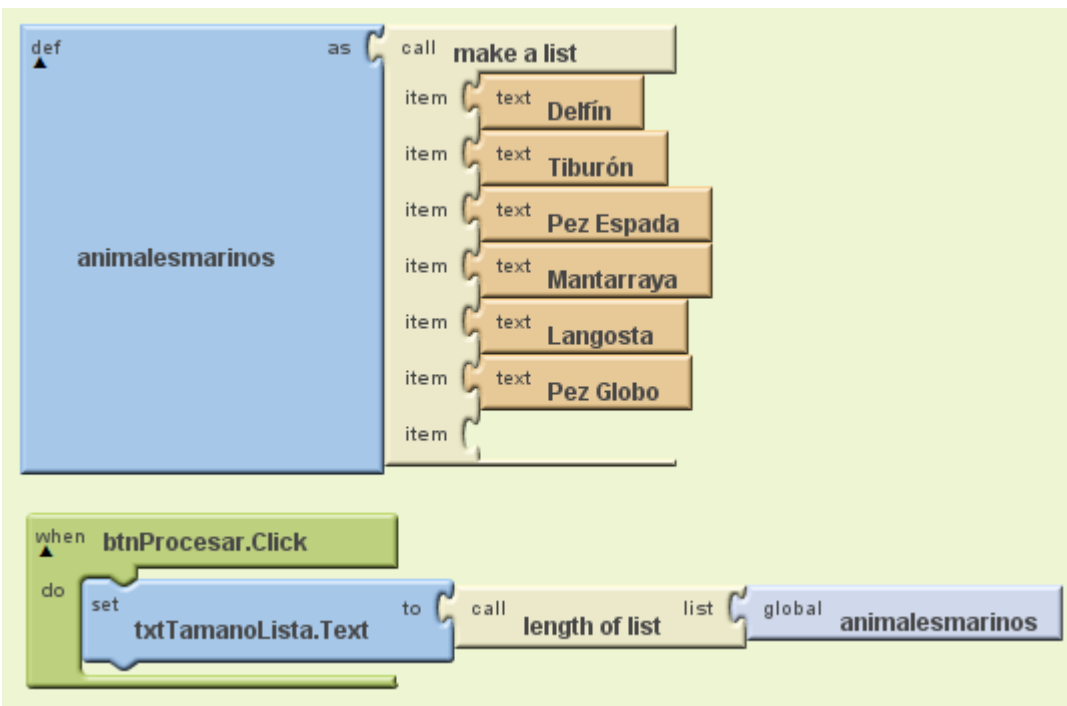 def as call make a list
item text Delfín
item text Tiburón
item text Pez Espada
animalesmarinos
item text Mantarraya
item text Langosta
item text Pez Globo
item
when btnProcesar.Click
do set txtTamanoLista.Text to call length of list list global animalesmarinos